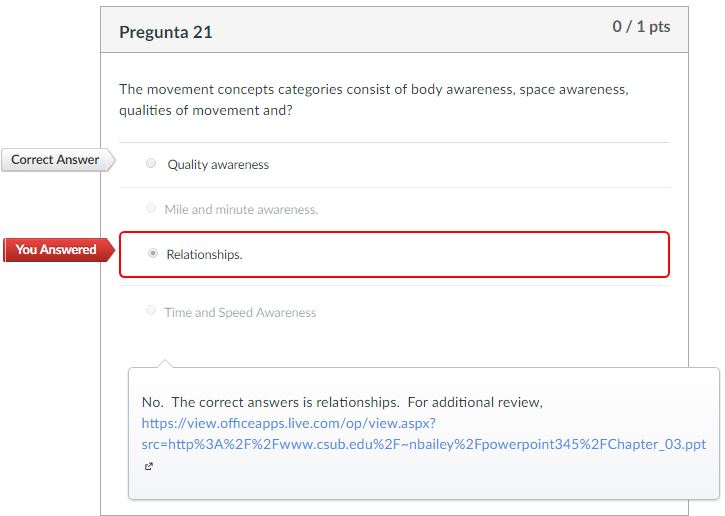 Pregunta 21
0 / 1 pts
The movement concepts categories consist of body awareness, space awareness,
qualities of movement and?
Correct Answer
Quality awareness
Mile and minute awareness.
You Answered
Relationships.
Time and Speed Awareness
No.  The correct answers is relationships.  For additional review,
https://view.officeapps.live.com/op/view.aspx?
src=http%3A%2F%2Fwww.csub.edu%2F~nbailey%2Fpowerpoint345%2FChapter_03.ppt